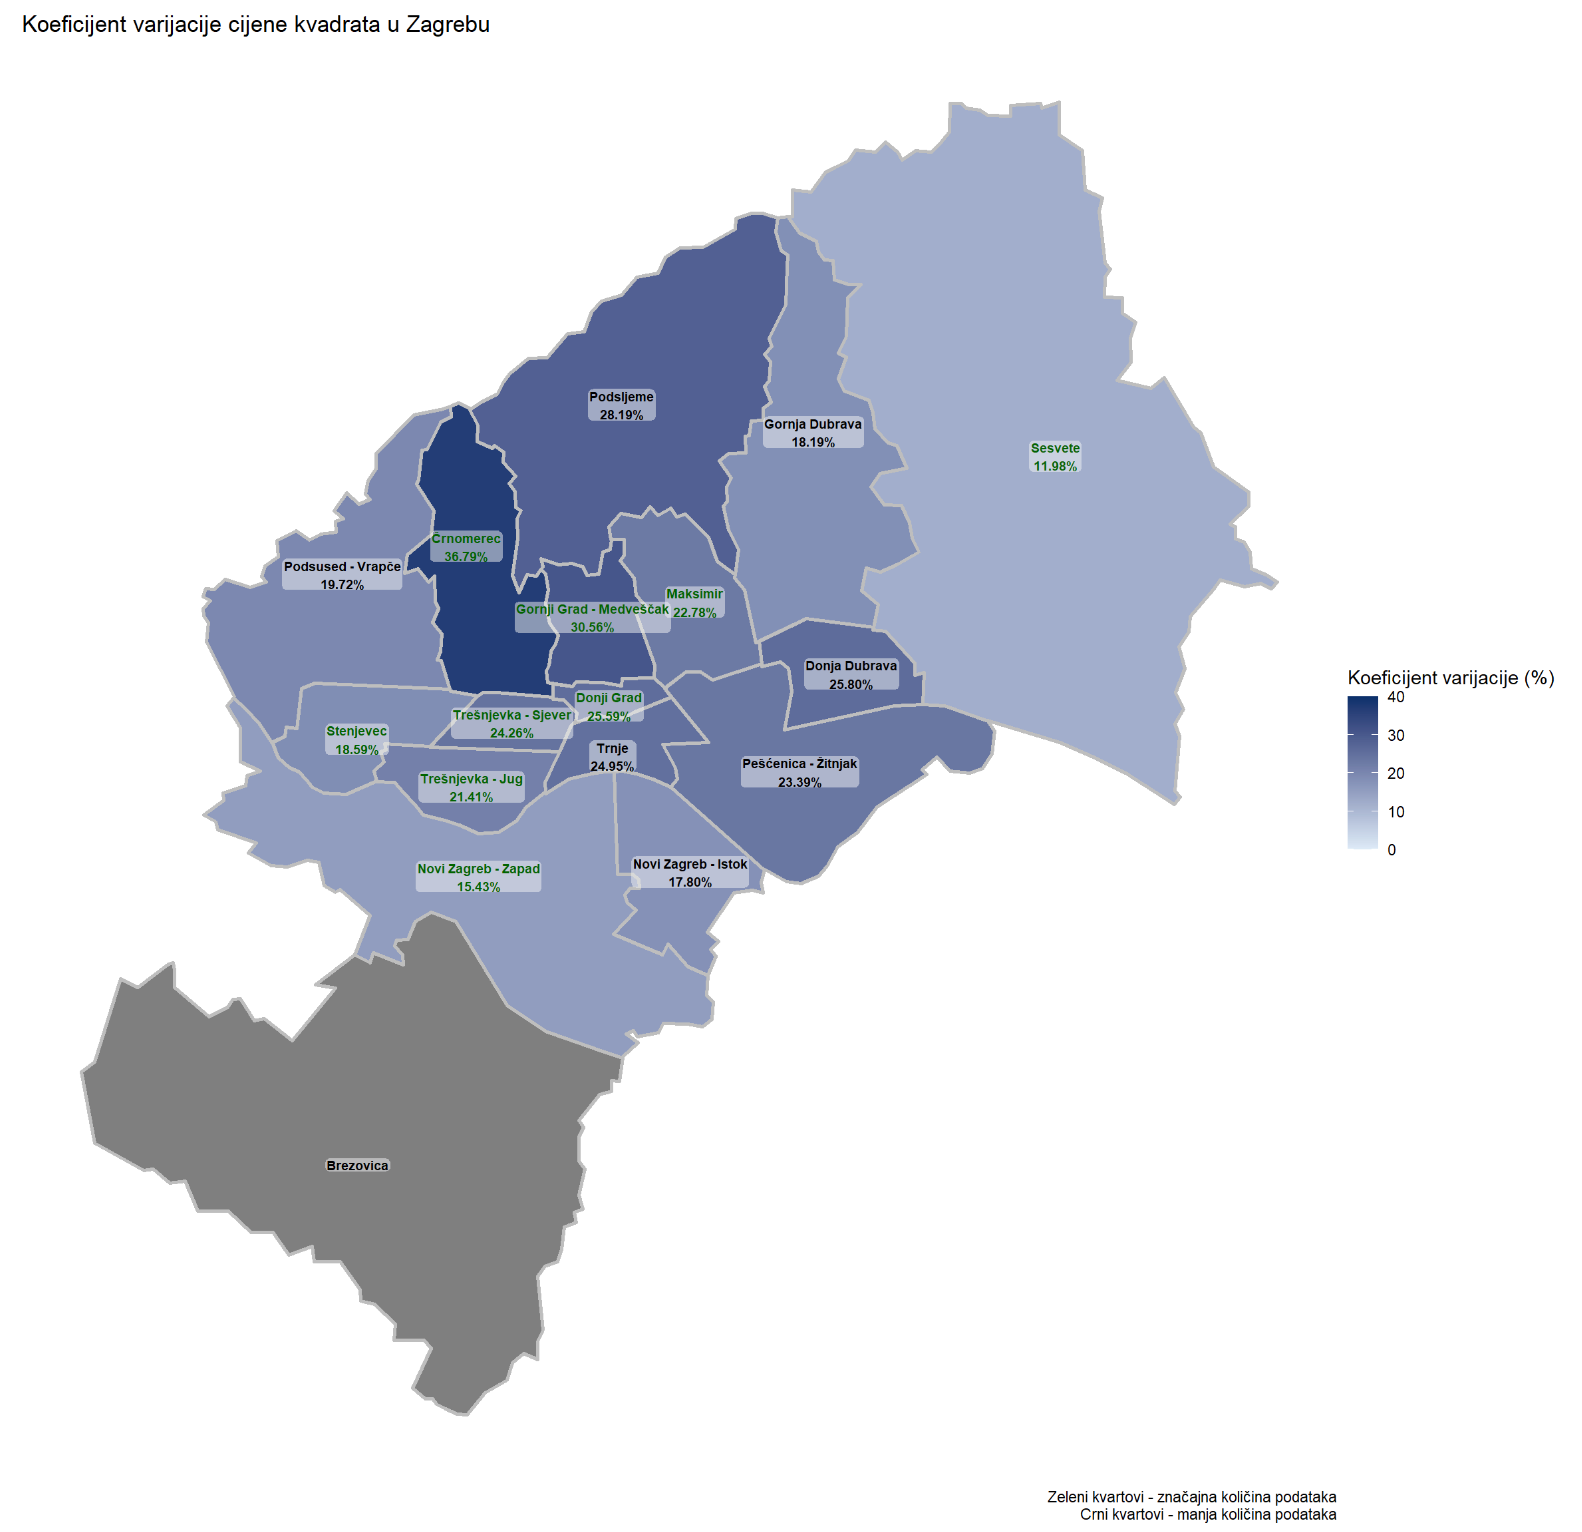 Koeficijent varijacije cijene kvadrata u Zagrebu
Podsljeme
28.19%
Gornja Dubrava
18.19%
Sesvete
11.98%
Črnomerec
36.79%
Podsused - Vrapče
19.72%
Maksimir
22.78%
Gornji Grad - Medveščak
30.56%
Donja Dubrava
25.80%
Donji Grad
25.59%
Trešnjevka - Sjever
24.26%
Stenjevec
18.59%
Trnje
24.95%
Pešćenica - Žitnjak
23.39%
Trešnjevka - Jug
21.41%
Novi Zagreb - Zapad
15.43%
Novi Zagreb - Istok
17.80%
Brezovica
Koeficijent varijacije (%)
40
30
20
10
0
Zeleni kvartovi - značajna količina podataka
Crni kvartovi - manja količina podataka